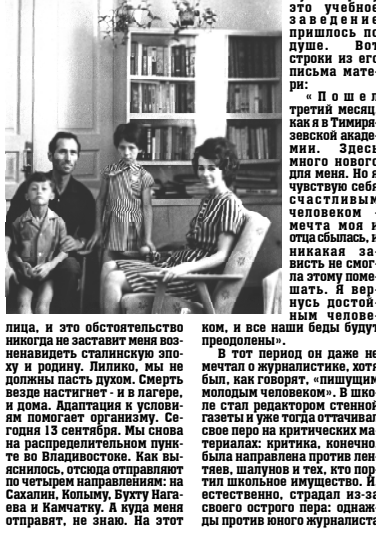 это учебное
заведение
пришлось по
душе. Вот
строки из его
письма мате-
ри:
«Пошел
третий месяц,
как я в Тимиря-
зевской акаде-
мии. Здесь
много нового
для меня. Но я
чувствую себя
счастливым
человеком -
мечта моя и
отца сбылась, и
никакая за-
висть не смог-
ла этому поме-
шать. Я вер-
нусь достой-
ным челове-
лица, и это обстоятельство
никогда не заставит меня воз-
ненавидеть сталинскую эпо-
ху и родину. Лилико, мы не
должны пасть духом. Смерть
везде настигнет - и в лагере,
и дома. Адаптация к услови-
ям помогает организму. Се-
годня 13 сентября. Мы снова
на распределительном пунк-
те во Владивостоке. Как вы-
яснилось, отсюда отправляют
по четырем направлениям: на
Сахалин, Колыму, Бухту Нага-
ева и Камчатку. А куда меня
отправят, не знаю. На этот
ком, и все наши беды будут
преодолены».
В тот период он даже не
мечтал о журналистике, хотя
был, как говорят, «пишущим
молодым человеком». В шко-
ле стал редактором стенной
газеты и уже тогда оттачивал
свое перо на критических ма-
териалах: критика, конечно,
была направлена против лен-
тяев, шалунов и тех, кто пор-
тил школьное имущество. И,
естественно, страдал из-за
своего острого пера: однаж-
ды против юного журналиста